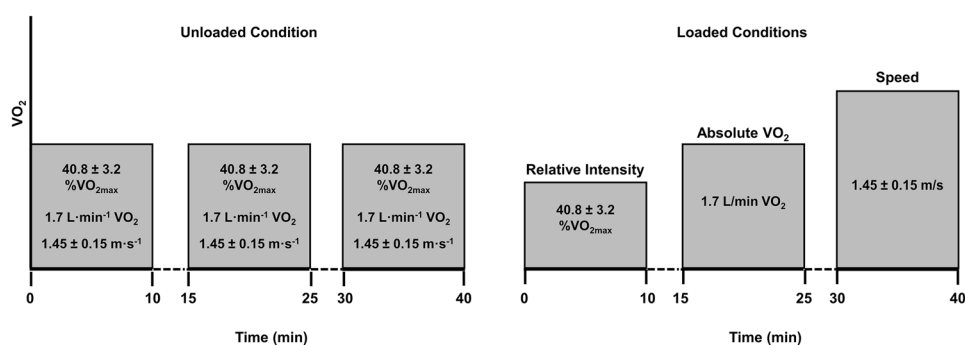 Unloaded Condition
VO2
40.8 ± 3.2
%VO2max
1.7 L·min-1 VO2
1.45 ± 0.15 m·s-1
40.8 ± 3.2
%VO2max
1.7 L·min-1 VO2
1.45 ± 0.15 m·s-1
40.8 ± 3.2
%VO2max
1.7 L·min-1 VO2
1.45 ± 0.15 m·s-1
0 10 15 25 30 40
Time (min)
Loaded Conditions
Relative Intensity
40.8 ± 3.2
%VO2max
Absolute VO2
1.7 L/min VO2
Speed
1.45 ± 0.15 m/s
0 10 15 25 30 40
Time (min)